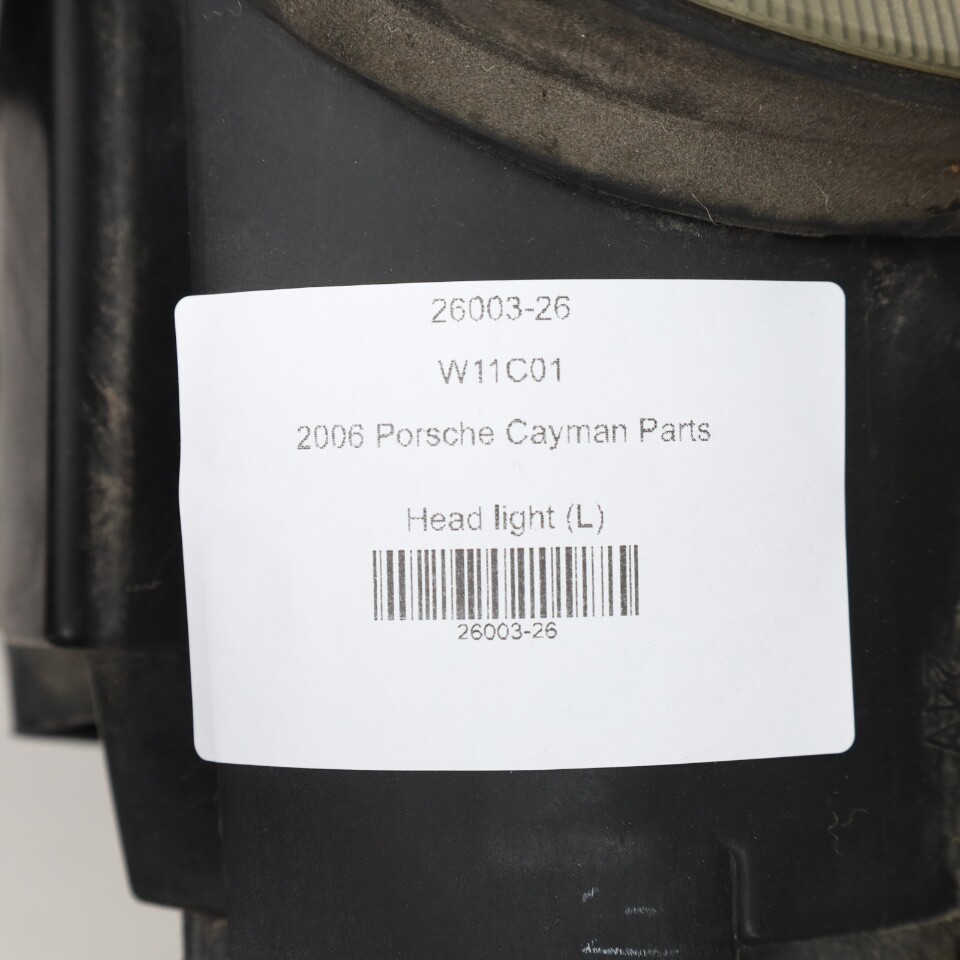 26003-26
W11C01
2006 Porsche Cayman Parts
Head light (L)
26003-26